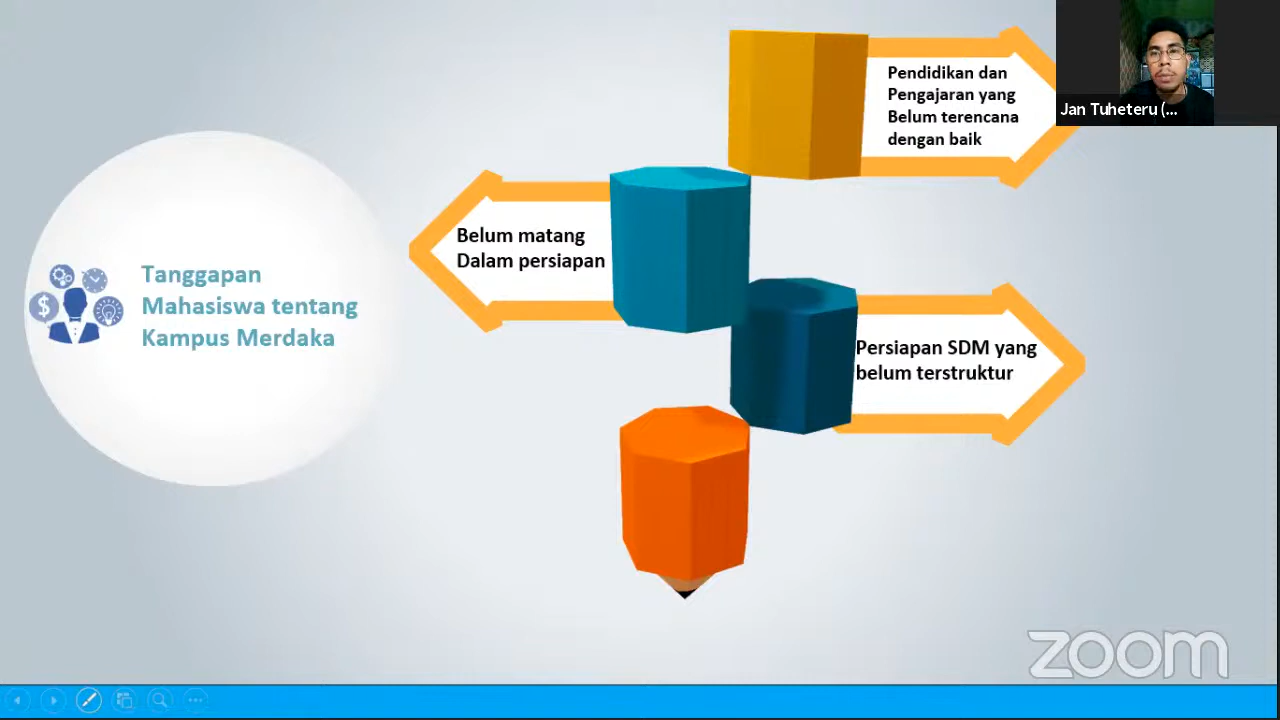 Tanggapan
Mahasiswa tentang
Kampus Merdaka
Pendidikan dan
Pengajaran yang
Belum terencana
dengan baik
Belum matang
Dalam persiapan
Persiapan SDM yang
belum terstruktur
Jan Tuheteru (...
zoom